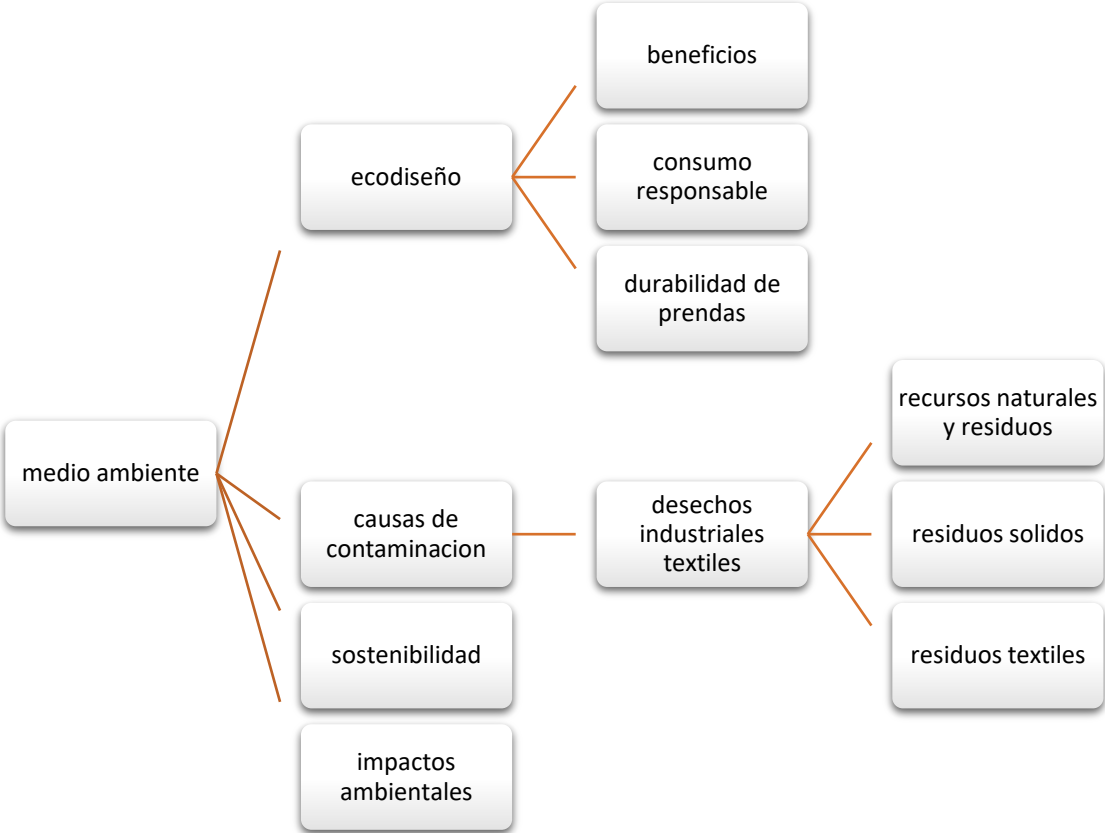 beneficios
ecodiseño
consumo
responsable
durabilidad de
prendas
medio ambiente
causas de
contaminacion
desechos
industriales
textiles
recursos naturales
y residuos
residuos solidos
residuos textiles
sostenibilidad
impactos
ambientales